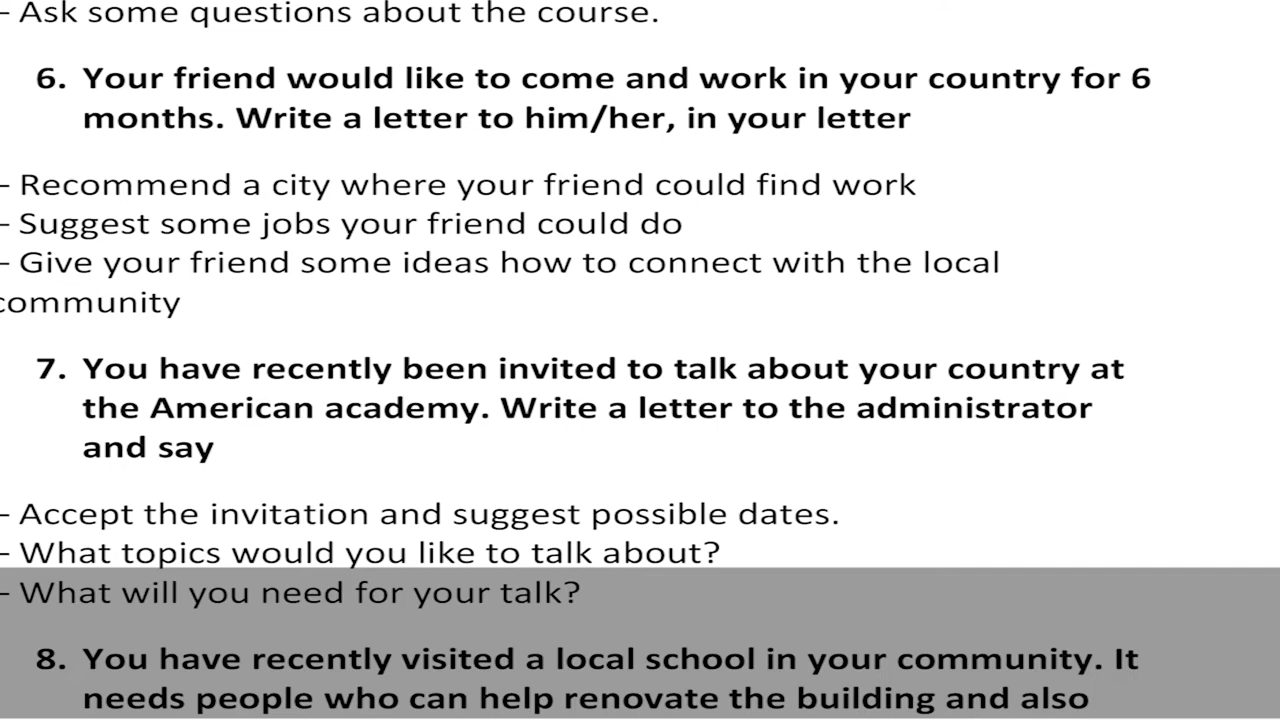 - Ask some questions about the course.
6. Your friend would like to come and work in your country for 6
months. Write a letter to him/her, in your letter
- Recommend a city where your friend could find work
- Suggest some jobs your friend could do
- Give your friend some ideas how to connect with the local
community
7. You have recently been invited to talk about your country at
the American academy. Write a letter to the administrator
and say
- Accept the invitation and suggest possible dates.
- What topics would you like to talk about?
- What will you need for your talk?
8. You have recently visited a local school in your community. It
needs people who can help renovate the building and also